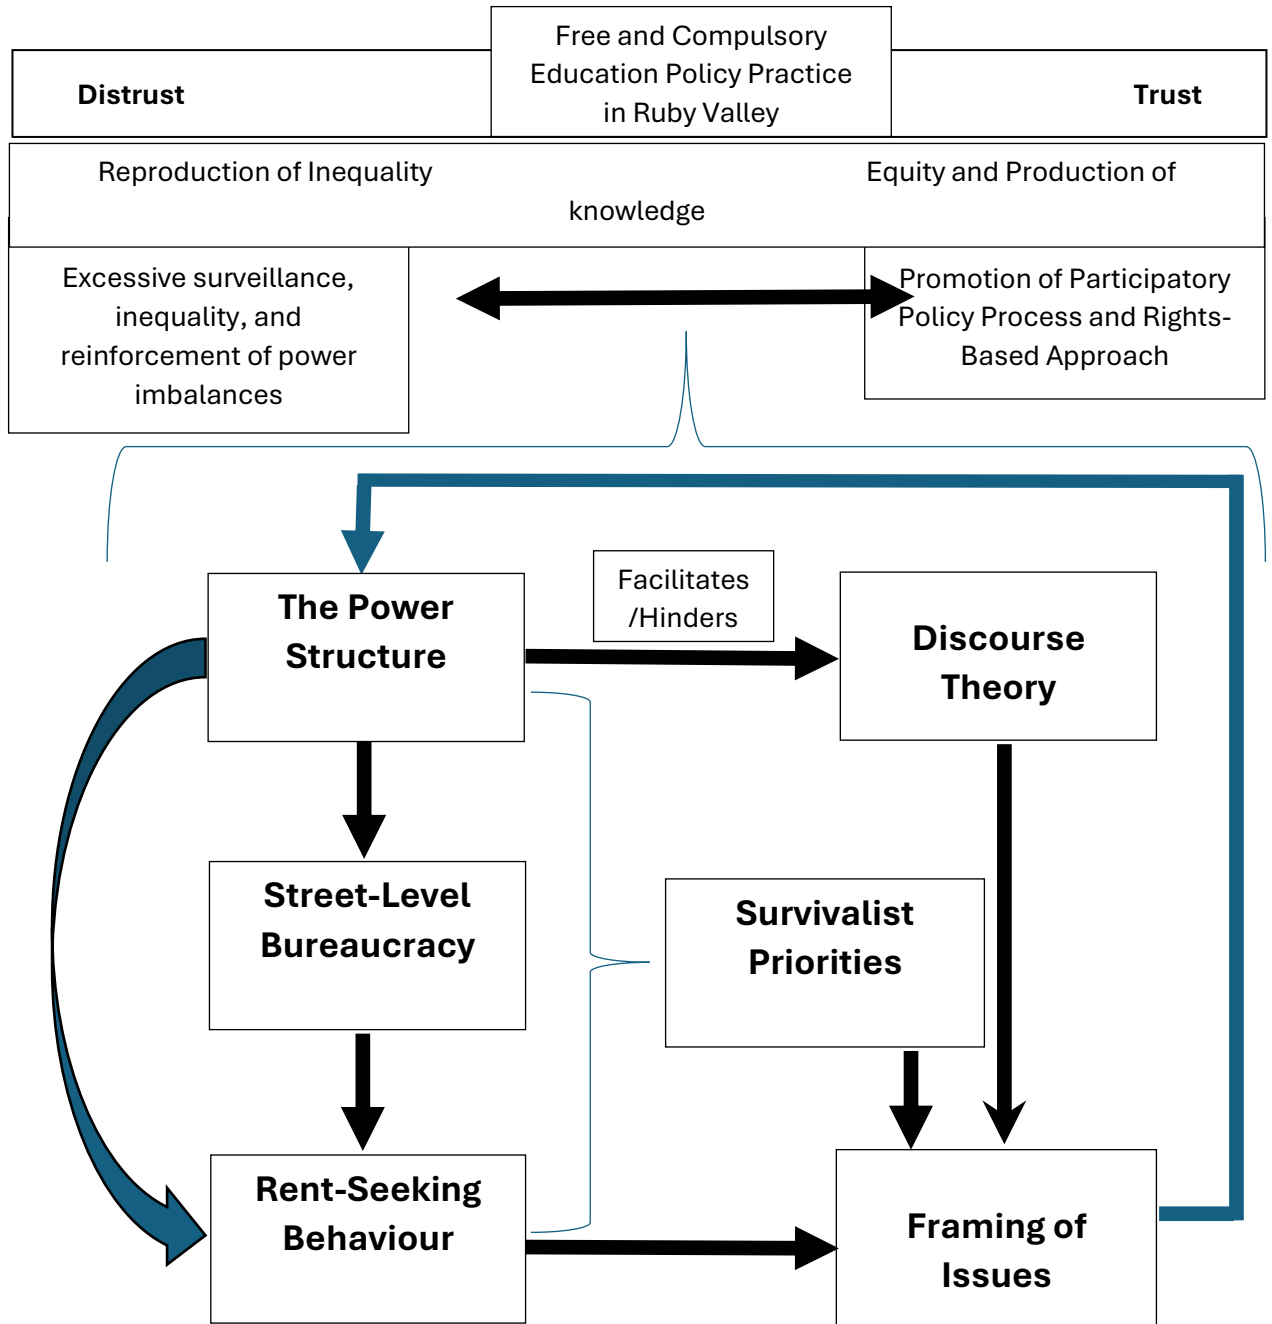 Free and Compulsory
Education Policy Practice
in Ruby Valley
Distrust
Trust
Reproduction of Inequality
Equity and Production of
knowledge
Excessive surveillance,
inequality, and
reinforcement of power
imbalances
Promotion of Participatory
Policy Process and Rights-
Based Approach
The Power
Structure
Facilitates
/Hinders
Discourse
Theory
Street-Level
Bureaucracy
Survivalist
Priorities
Rent-Seeking
Behaviour
Framing of
Issues